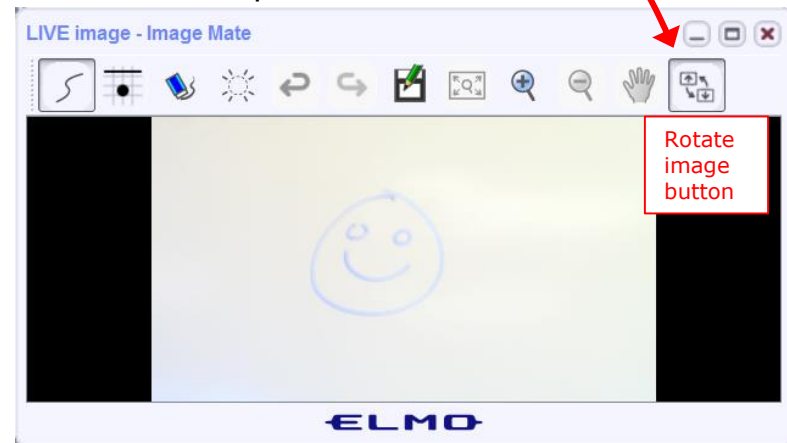 LIVE image - Image Mate
Rotate
image
button
ELMO